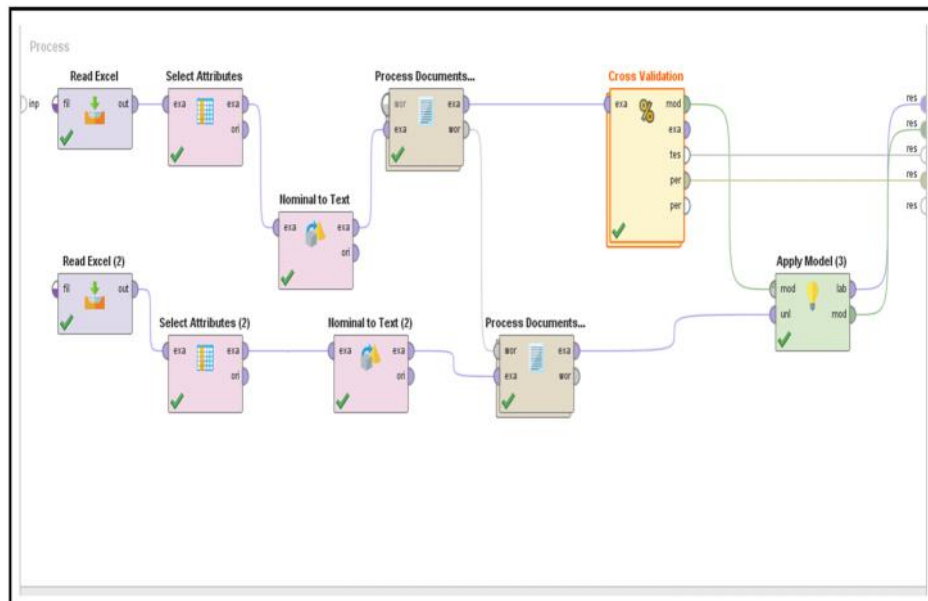 Process
inp
Read Excel
fil
out
Select Attributes
exa
exa
ori
Nominal to Text
exa
exa
ori
Process Documents...
wor
exa
exa
wor
Cross Validation
exa
mod
exa
tes
per
per
res
res
res
res
res
Read Excel (2)
fil
out
Select Attributes (2)
exa
exa
ori
Nominal to Text (2)
exa
exa
ori
Process Documents...
wor
exa
exa
wor
Apply Model (3)
mod
lab
unl
mod